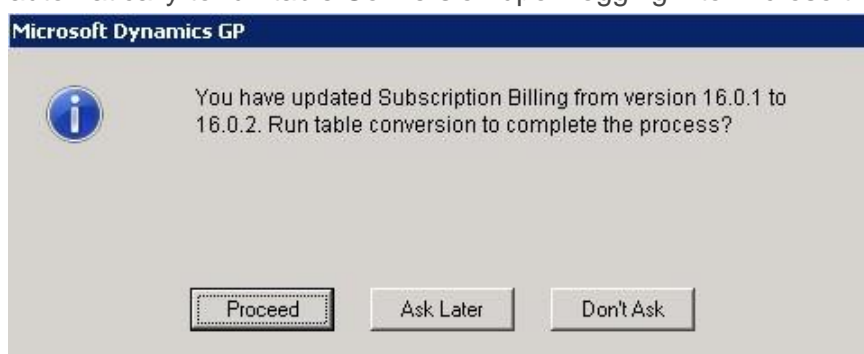 Microsoft Dynamics GP
You have updated Subscription Billing from version 16.0.1 to
16.0.2. Run table conversion to complete the process?
Proceed
Ask Later
Don't Ask